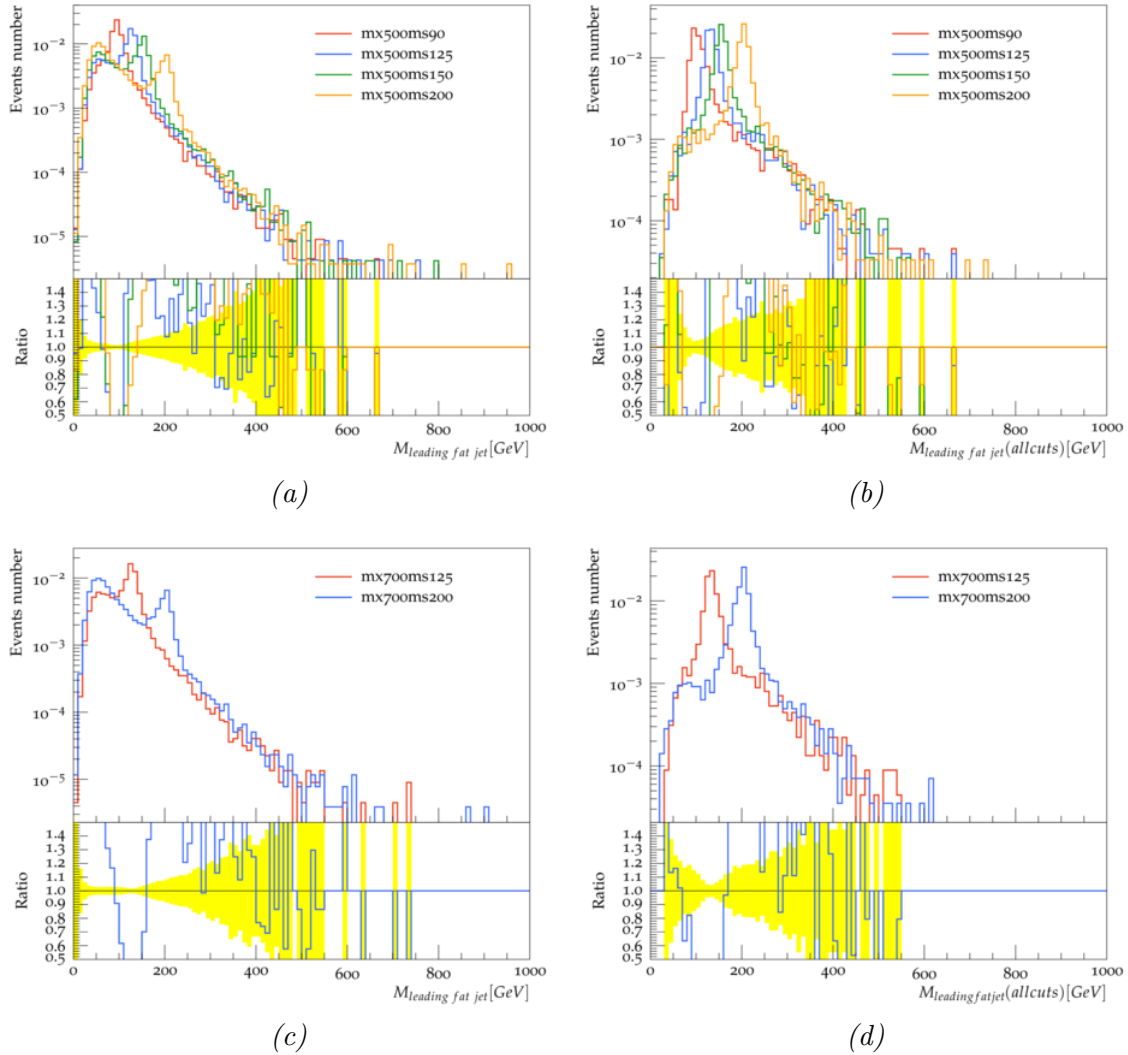 Events number
10⁻²
10⁻³
10⁻⁴
10⁻⁵
mx500ms90
mx500ms125
mx500ms150
mx500ms200
Ratio
1.4
1.3
1.2
1.1
1.0
0.9
0.8
0.7
0.6
0.5
0 200 400 600 800 1000
M_leading fat jet[GeV]
(a)
Events number
10⁻²
10⁻³
10⁻⁴
mx500ms90
mx500ms125
mx500ms150
mx500ms200
Ratio
1.4
1.3
1.2
1.1
1.0
0.9
0.8
0.7
0.6
0.5
0 200 400 600 800 1000
M_leading fat jet(allcuts)[GeV]
(b)
Events number
10⁻²
10⁻³
10⁻⁴
10⁻⁵
mx700ms125
mx700ms200
Ratio
1.4
1.3
1.2
1.1
1.0
0.9
0.8
0.7
0.6
0.5
0 200 400 600 800 1000
M_leading fat jet[GeV]
(c)
Events number
10⁻²
10⁻³
10⁻⁴
mx700ms125
mx700ms200
Ratio
1.4
1.3
1.2
1.1
1.0
0.9
0.8
0.7
0.6
0.5
0 200 400 600 800 1000
M_leadingfatjet(allcuts)[GeV]
(d)